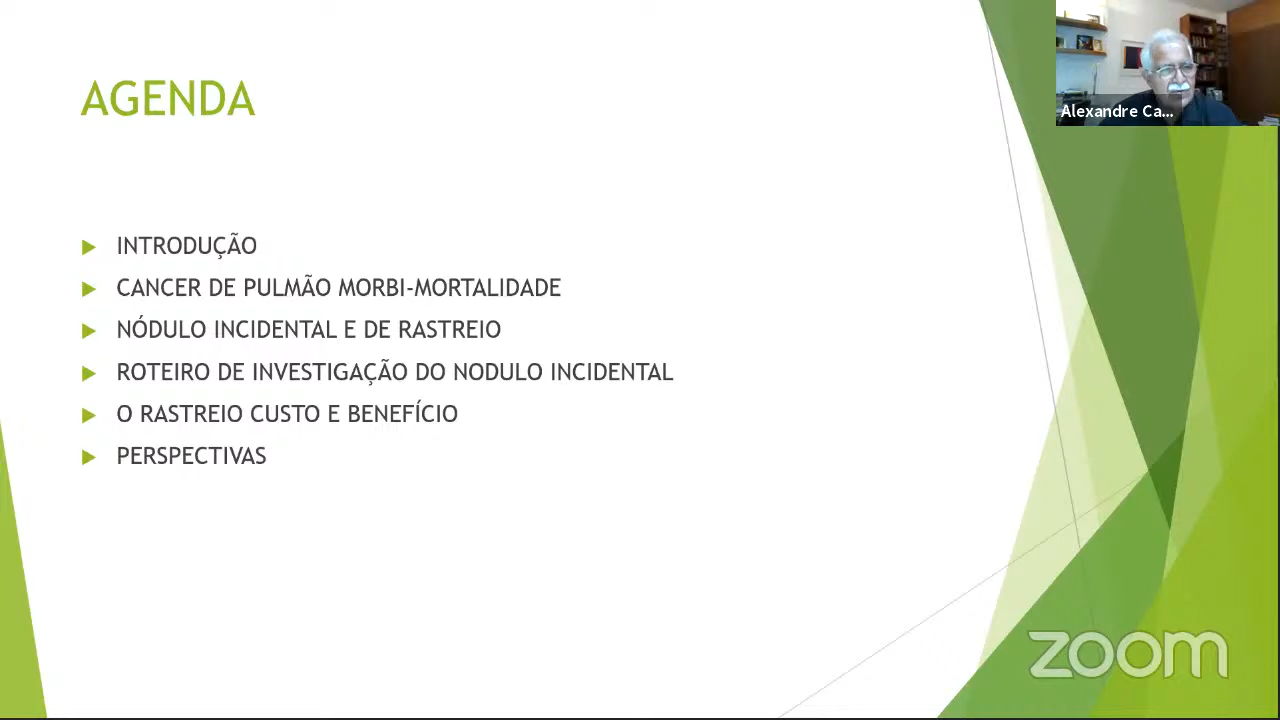 AGENDA
Alexandre Ca...
INTRODUÇÃO
CANCER DE PULMÃO MORBI-MORTALIDADE
NÓDULO INCIDENTAL E DE RASTREIO
ROTEIRO DE INVESTIGAÇÃO DO NODULO INCIDENTAL
O RASTREIO CUSTO E BENEFÍCIO
PERSPECTIVAS
zoom